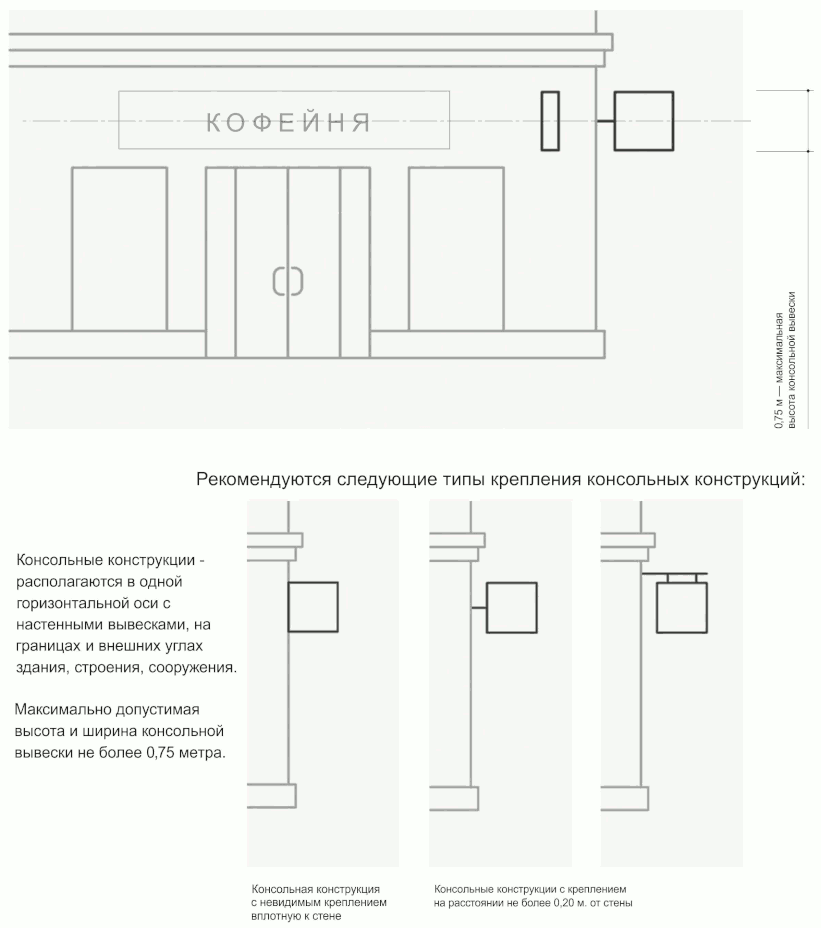 КОФЕЙНЯ
0,75 м — максимальная
высота консольной вывески
Рекомендуются следующие типы крепления консольных конструкций:
Консольные конструкции -
располагаются в одной
горизонтальной оси с
настенными вывесками, на
границах и внешних углах
здания, строения, сооружения.
Максимально допустимая
высота и ширина консольной
вывески не более 0,75 метра.
Консольная конструкция
с невидимым креплением
вплотную к стене
Консольные конструкции с креплением
на расстоянии не более 0,20 м. от стены